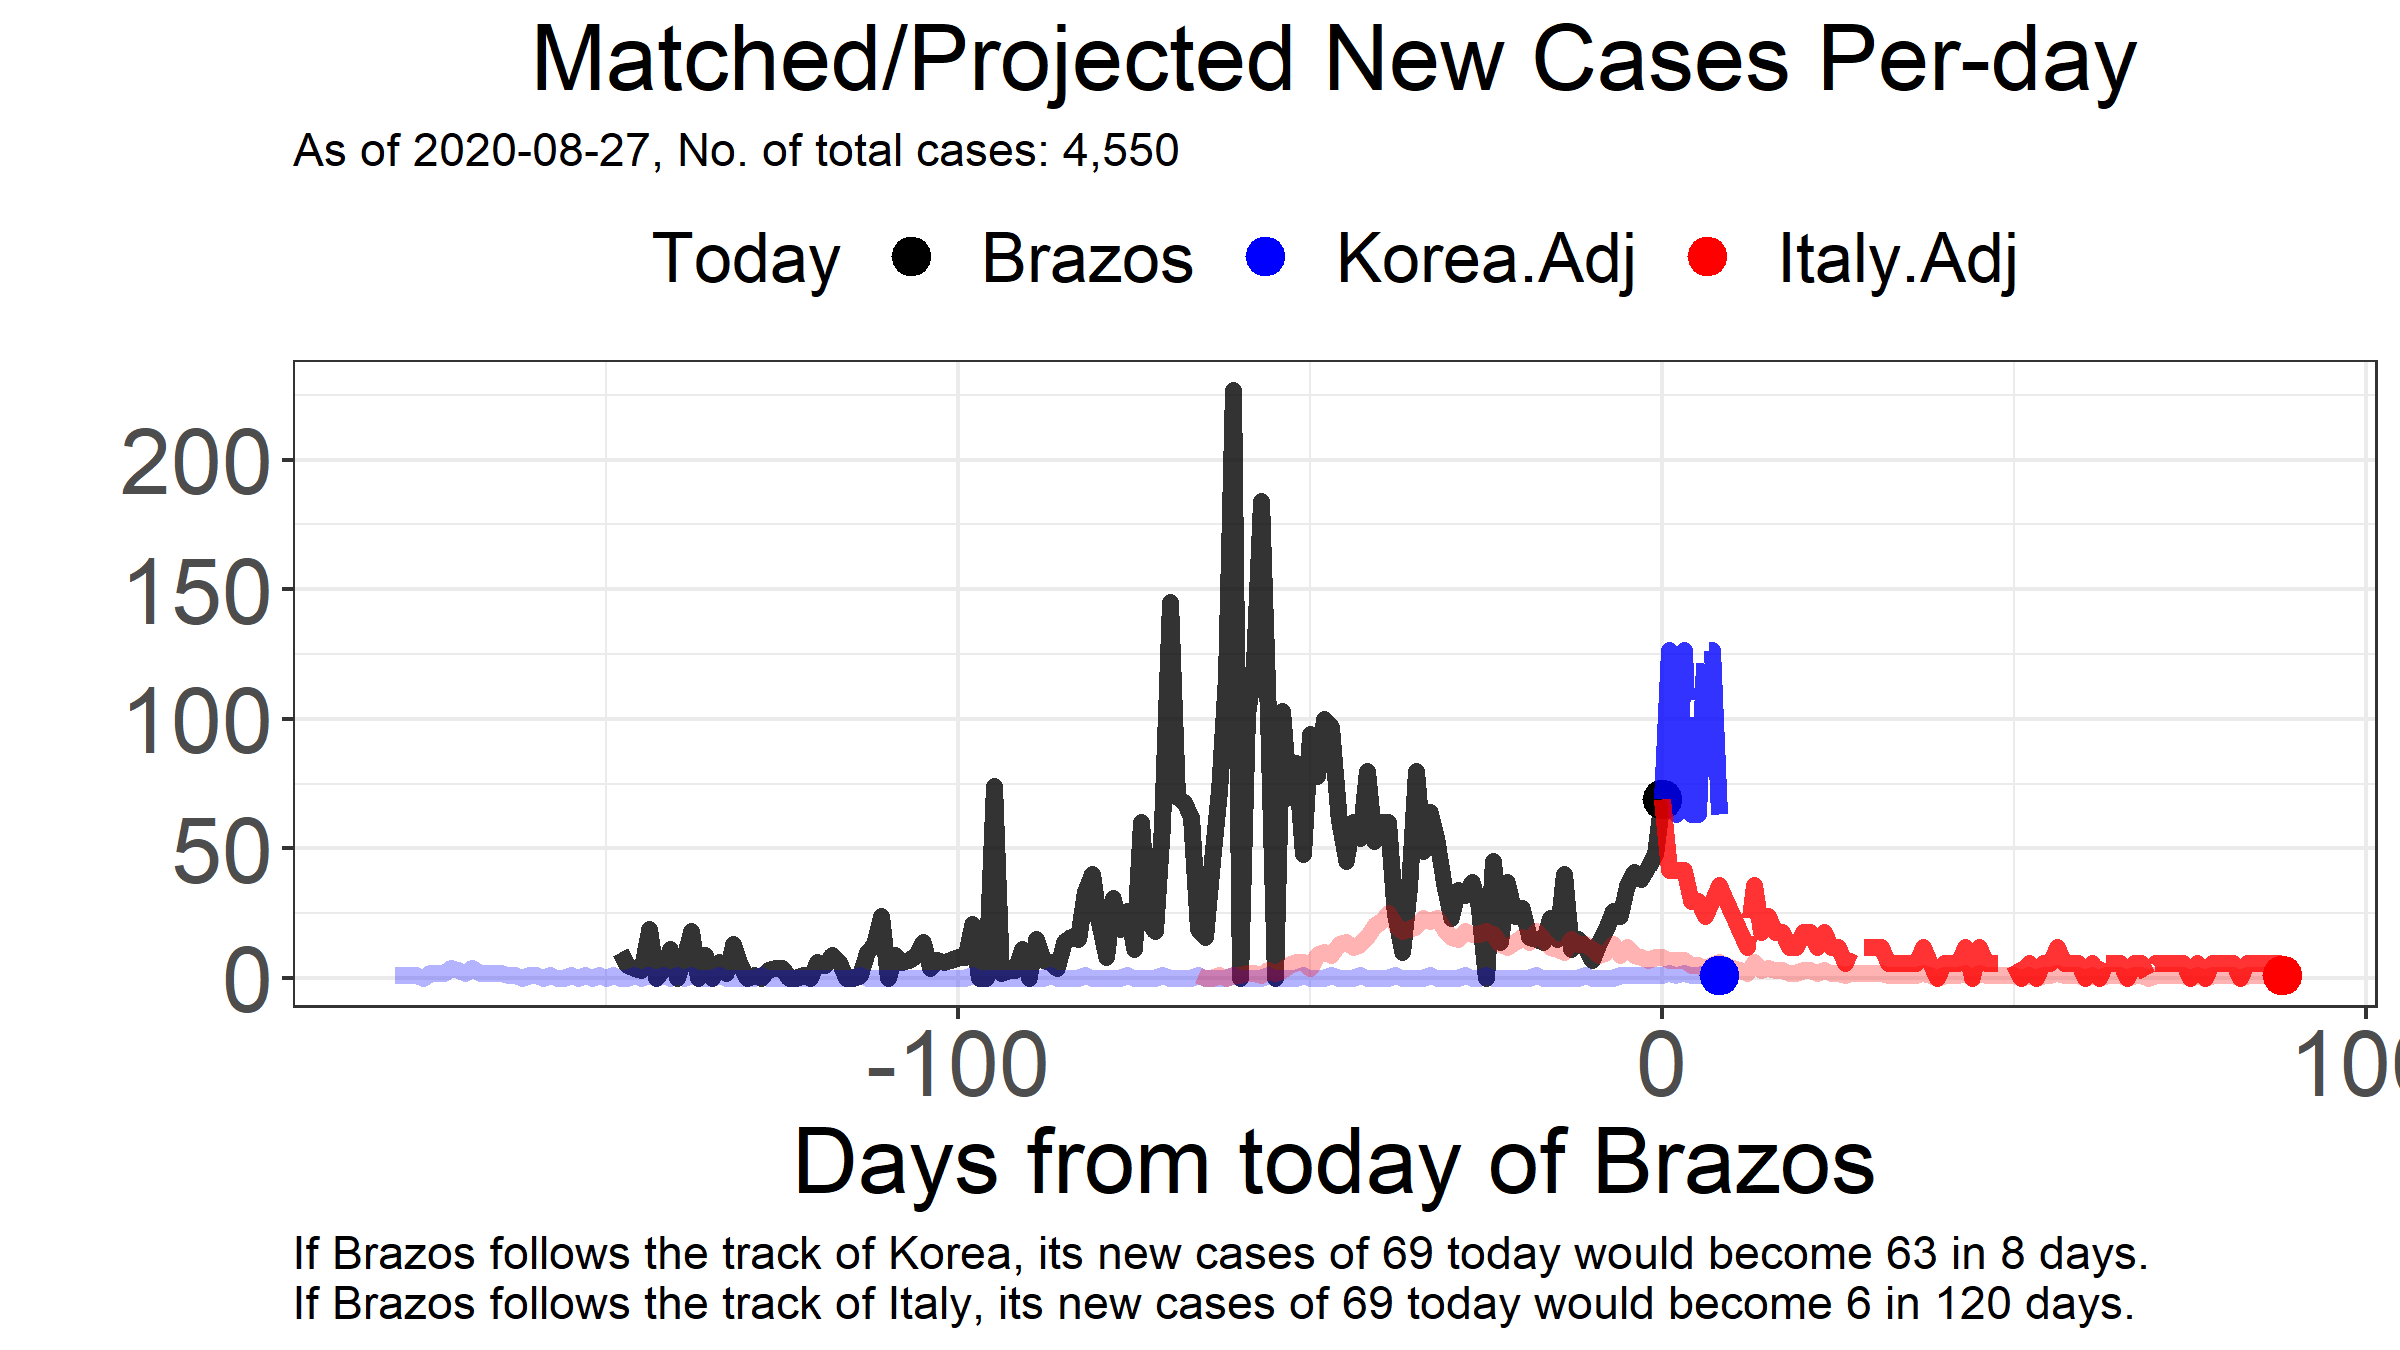 Matched/Projected New Cases Per-day
As of 2020-08-27, No. of total cases: 4,550
Today Brazos Korea.Adj Italy.Adj
200
150
100
50
0
-100 0 100
Days from today of Brazos
If Brazos follows the track of Korea, its new cases of 69 today would become 63 in 8 days.
If Brazos follows the track of Italy, its new cases of 69 today would become 6 in 120 days.